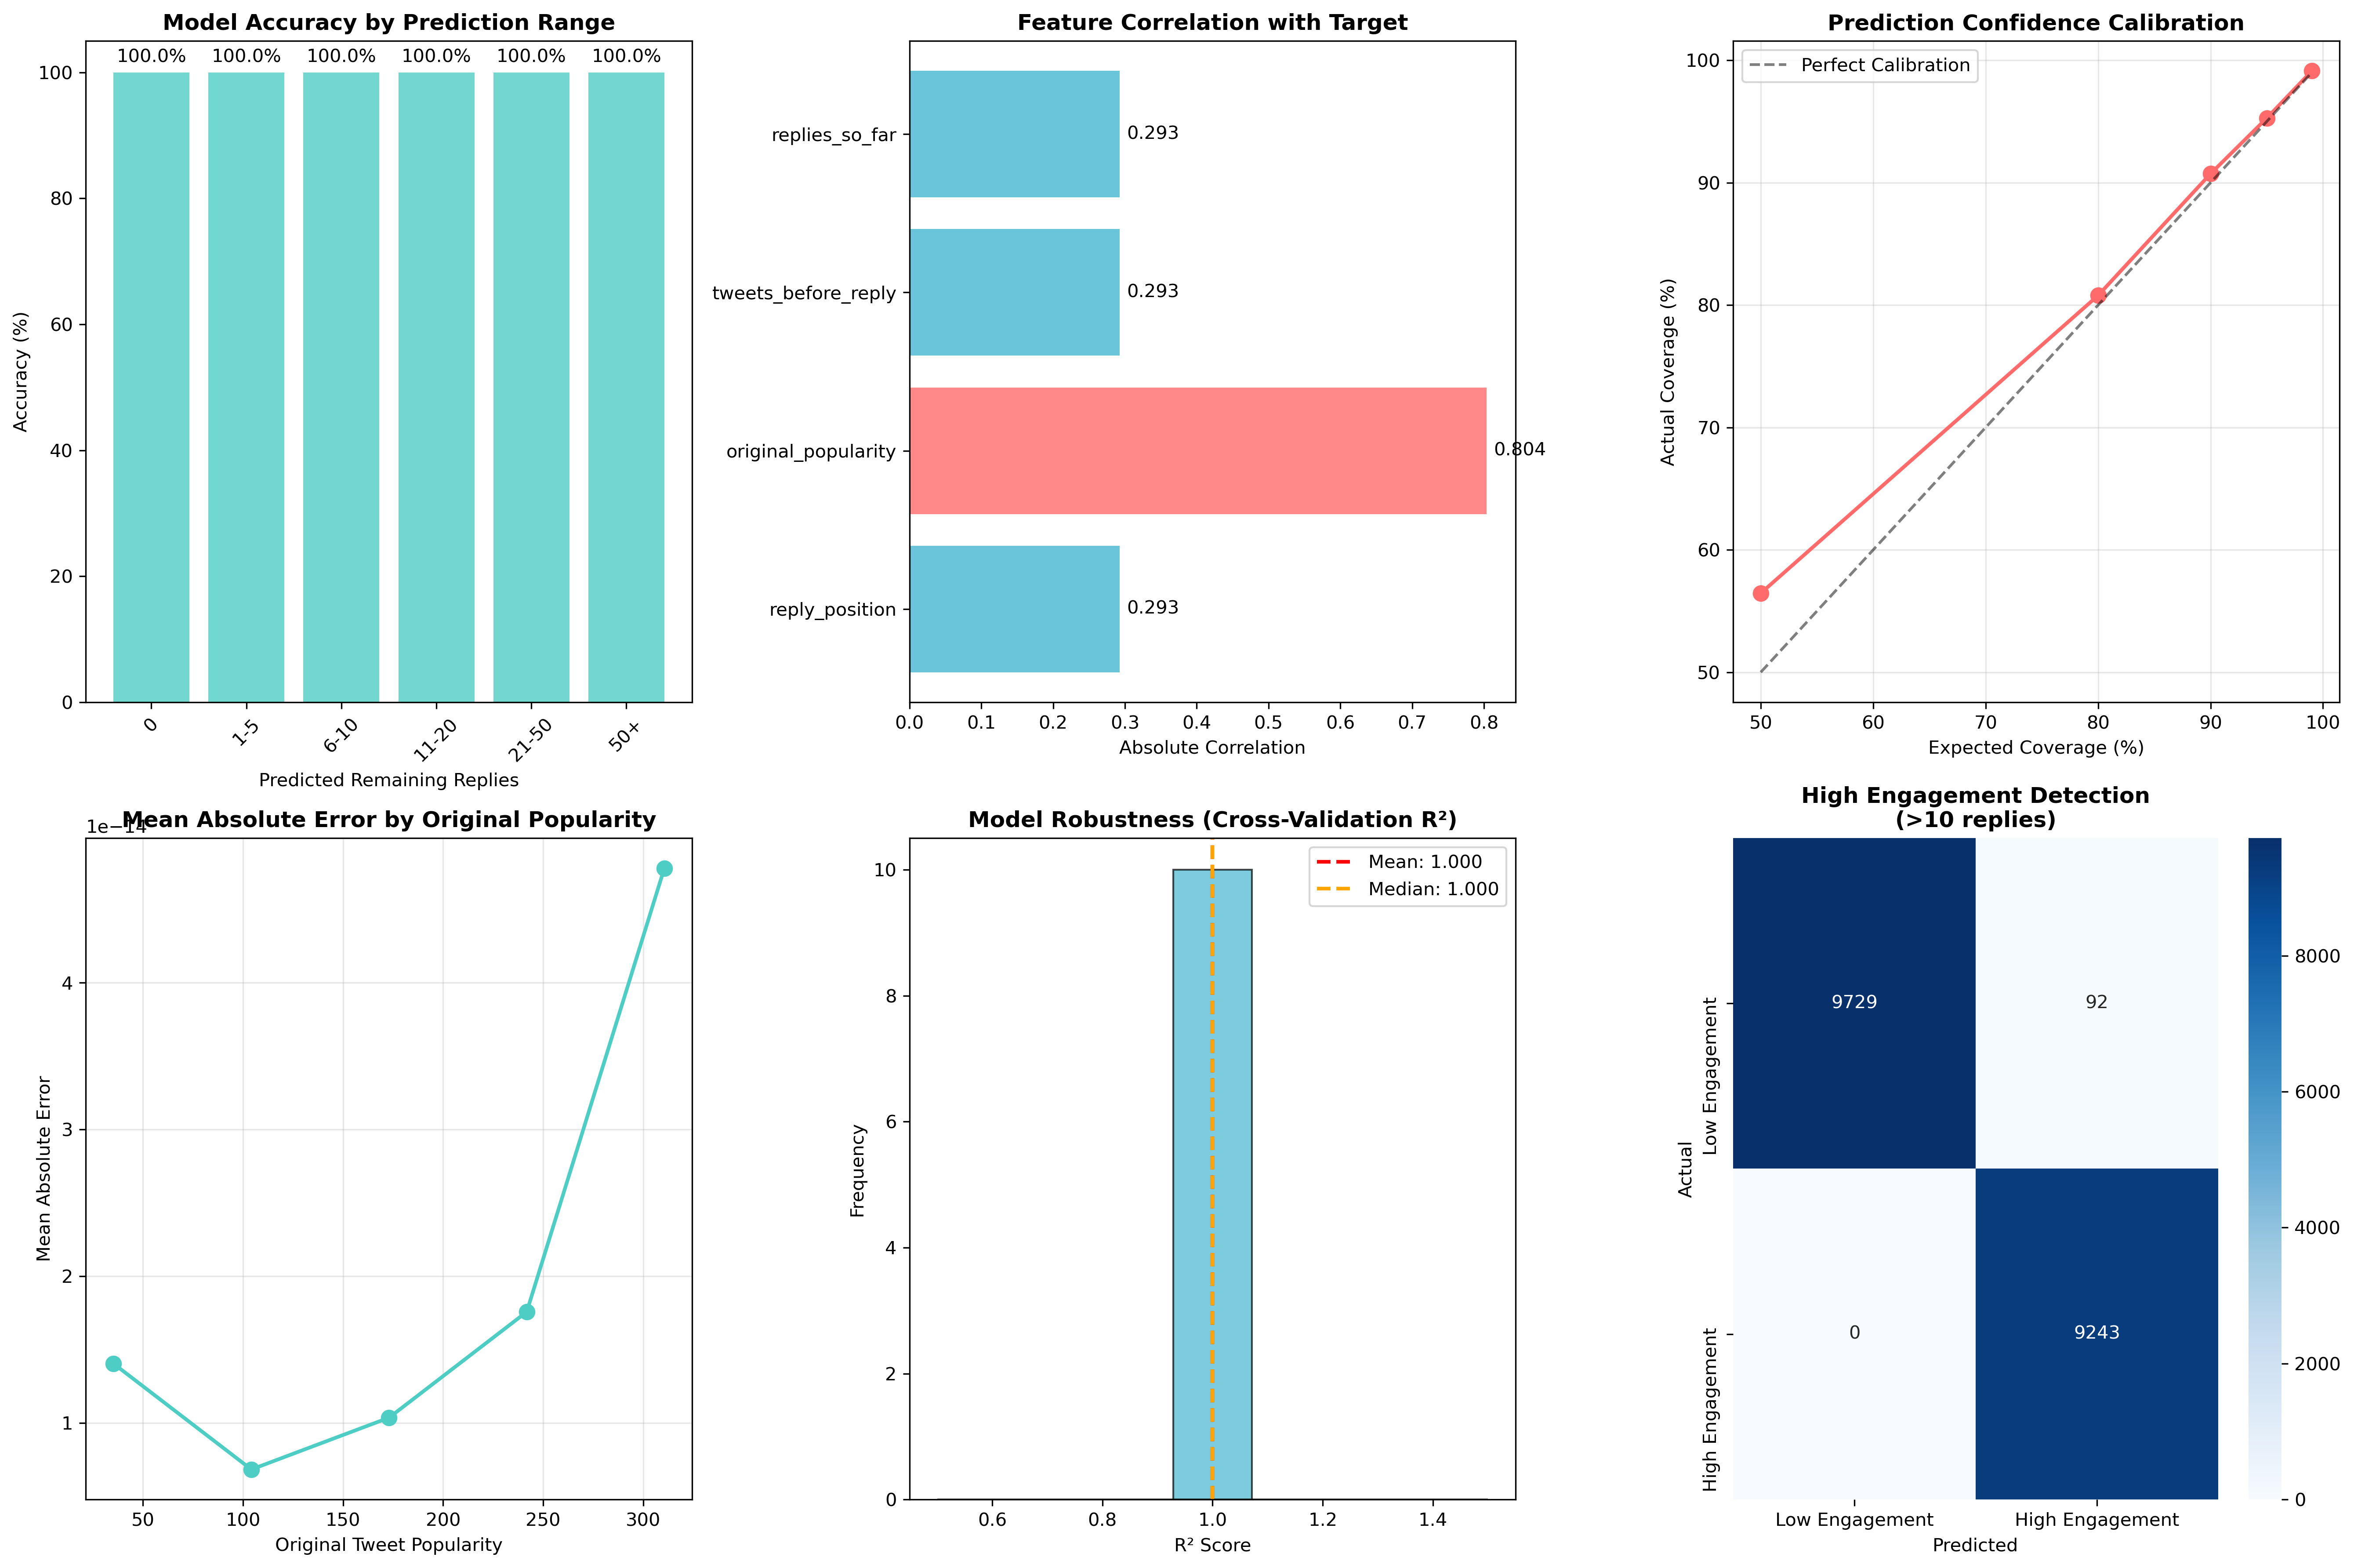 Model Accuracy by Prediction Range
100.0% 100.0% 100.0% 100.0% 100.0% 100.0%
100
80
60
40
20
0
Accuracy (%)
0 1-5 6-10 11-20 21-50 50+
Predicted Remaining Replies
Feature Correlation with Target
replies_so_far 0.293
tweets_before_reply 0.293
original_popularity 0.804
reply_position 0.293
0.0 0.1 0.2 0.3 0.4 0.5 0.6 0.7 0.8
Absolute Correlation
Prediction Confidence Calibration
Perfect Calibration
100
90
80
70
60
50
Actual Coverage (%)
50 60 70 80 90 100
Expected Coverage (%)
Mean Absolute Error by Original Popularity
1e−14
4
3
2
1
Mean Absolute Error
50 100 150 200 250 300
Original Tweet Popularity
Model Robustness (Cross-Validation R²)
Mean: 1.000
Median: 1.000
10
8
6
4
2
0
Frequency
0.6 0.8 1.0 1.2 1.4
R² Score
High Engagement Detection
(>10 replies)
9729 92
0 9243
Actual
Low Engagement
High Engagement
Low Engagement High Engagement
Predicted
8000
6000
4000
2000
0